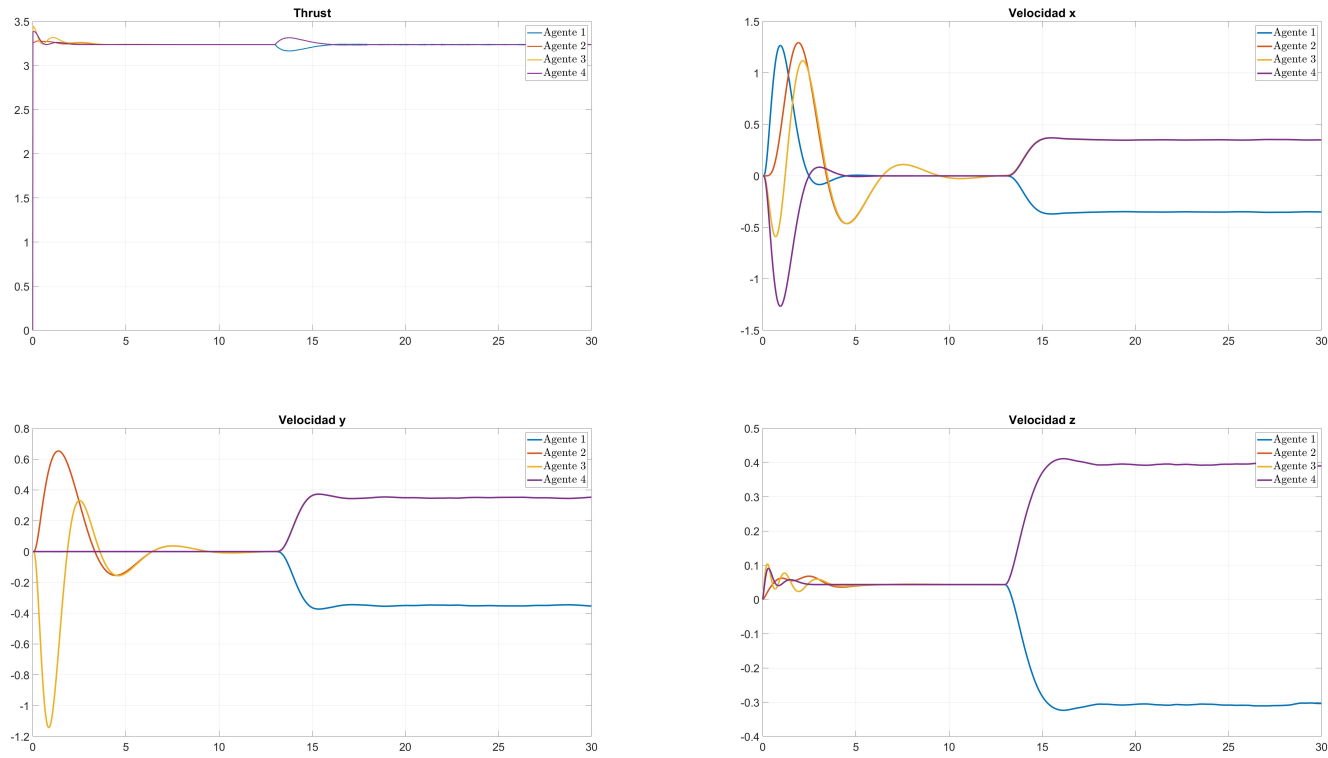 Thrust
3.5
3
2.5
2
1.5
1
0.5
0
0 5 10 15 20 25 30
Agente 1
Agente 2
Agente 3
Agente 4
Velocidad x
1.5
1
0.5
0
-0.5
-1
-1.5
0 5 10 15 20 25 30
Agente 1
Agente 2
Agente 3
Agente 4
Velocidad y
0.8
0.6
0.4
0.2
0
-0.2
-0.4
-0.6
-0.8
-1
-1.2
0 5 10 15 20 25 30
Agente 1
Agente 2
Agente 3
Agente 4
Velocidad z
0.5
0.4
0.3
0.2
0.1
0
-0.1
-0.2
-0.3
-0.4
0 5 10 15 20 25 30
Agente 1
Agente 2
Agente 3
Agente 4